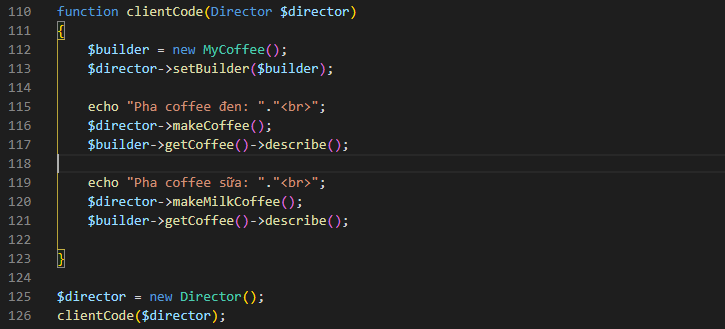 110 function clientCode(Director $director)
111 {
112     $builder = new MyCoffee();
113     $director->setBuilder($builder);
114
115     echo "Pha coffee đen: "."<br>";
116     $director->makeCoffee();
117     $builder->getCoffee()->describe();
118
119     echo "Pha coffee sữa: "."<br>";
120     $director->makeMilkCoffee();
121     $builder->getCoffee()->describe();
122
123 }
124
125 $director = new Director();
126 clientCode($director);